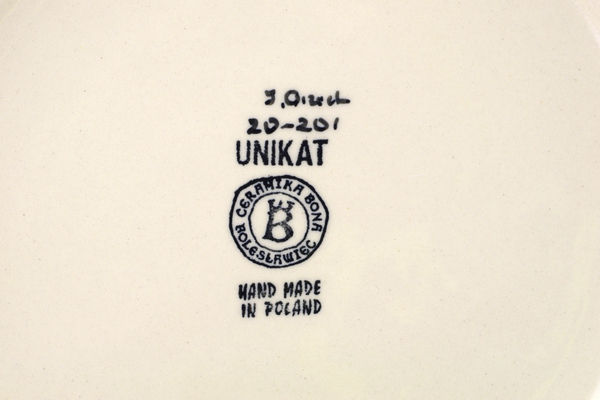 20-201
UNIKAT
CERAMIKA BONA
BOLESŁAWIEC
B
HAND MADE
IN POLAND